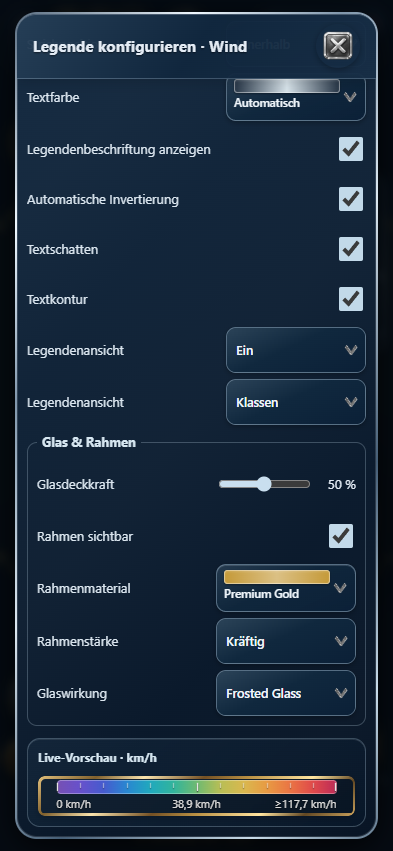 Legende konfigurieren · Wind
Textfarbe
Automatisch
Legendenbeschriftung anzeigen
Automatische Invertierung
Textschatten
Textkontur
Legendenansicht
Ein
Legendenansicht
Klassen
Glas & Rahmen
Glasdeckkraft
50 %
Rahmen sichtbar
Rahmenmaterial
Premium Gold
Rahmenstärke
Kräftig
Glaswirkung
Frosted Glass
Live-Vorschau · km/h
0 km/h
38,9 km/h
≥117,7 km/h